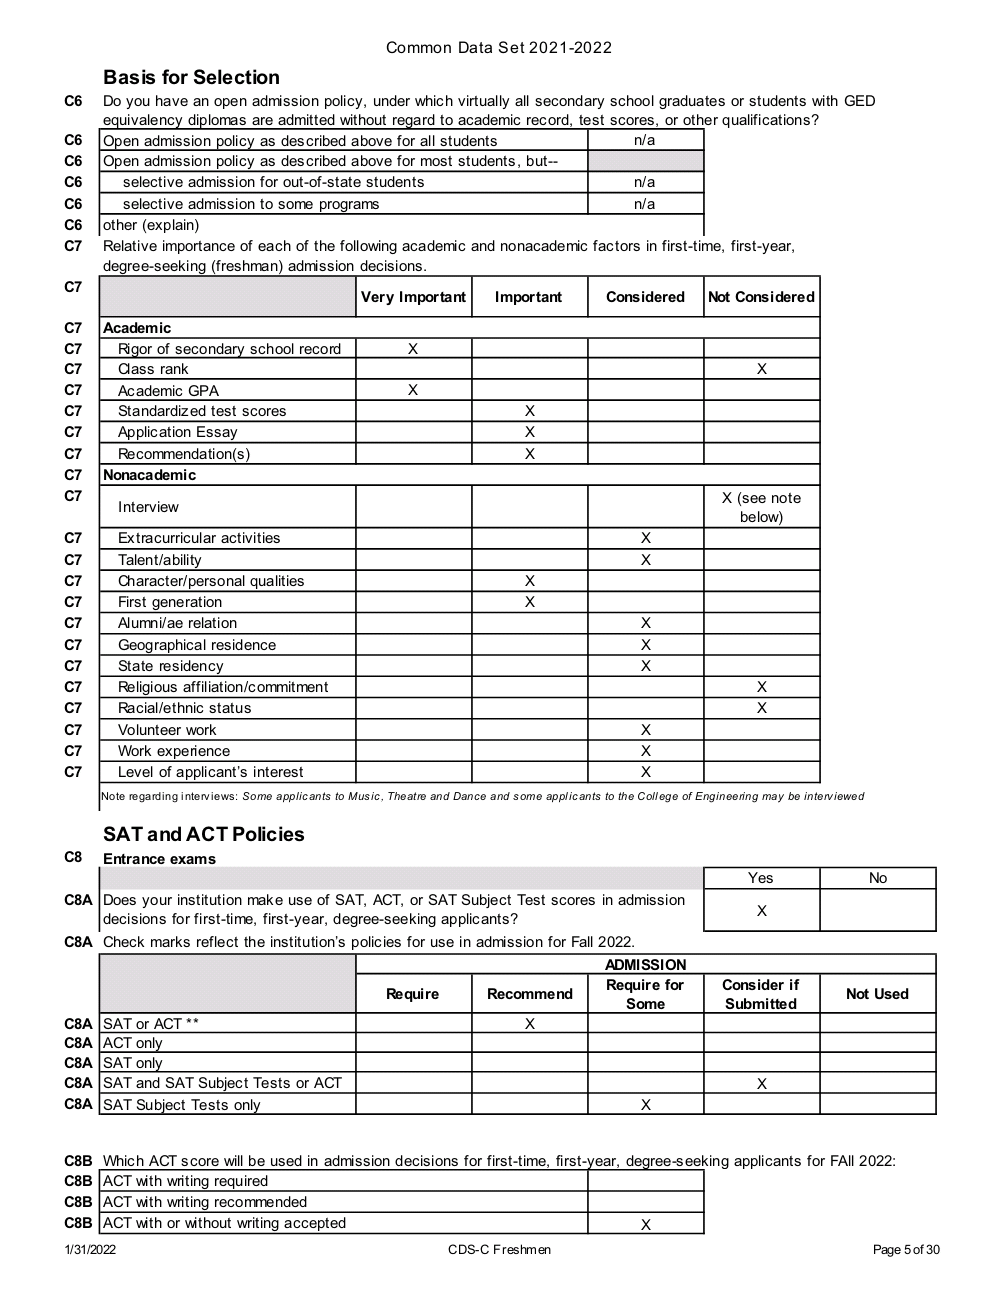 Common Data Set 2021-2022
Basis for Selection
C6 Do you have an open admission policy, under which virtually all secondary school graduates or students with GED
equivalency diplomas are admitted without regard to academic record, test scores, or other qualifications?
C6 Open admission policy as described above for all students n/a
C6 Open admission policy as described above for most students, but--
C6 selective admission for out-of-state students n/a
C6 selective admission to some programs n/a
C6 other (explain)
C7 Relative importance of each of the following academic and nonacademic factors in first-time, first-year,
degree-seeking (freshman) admission decisions.
C7 Very Important Important Considered Not Considered
C7 Academic
C7 Rigor of secondary school record X
C7 Class rank X
C7 Academic GPA X
C7 Standardized test scores X
C7 Application Essay X
C7 Recommendation(s) X
C7 Nonacademic
C7 Interview X (see note
below)
C7 Extracurricular activities X
C7 Talent/ability X
C7 Character/personal qualities X
C7 First generation X
C7 Alumni/ae relation X
C7 Geographical residence X
C7 State residency X
C7 Religious affiliation/commitment X
C7 Racial/ethnic status X
C7 Volunteer work X
C7 Work experience X
C7 Level of applicant's interest X
Note regarding interviews: Some applicants to Music, Theatre and Dance and some applicants to the College of Engineering may be interviewed
SAT and ACT Policies
C8 Entrance exams
Yes No
C8A Does your institution make use of SAT, ACT, or SAT Subject Test scores in admission
decisions for first-time, first-year, degree-seeking applicants? X
C8A Check marks reflect the institution's policies for use in admission for Fall 2022.
ADMISSION
Require Recommend Require for
Some Consider if
Submitted Not Used
C8A SAT or ACT ** X
C8A ACT only
C8A SAT only
C8A SAT and SAT Subject Tests or ACT X
C8A SAT Subject Tests only X
C8B Which ACT score will be used in admission decisions for first-time, first-year, degree-seeking applicants for FAll 2022:
C8B ACT with writing required
C8B ACT with writing recommended
C8B ACT with or without writing accepted X
1/31/2022 CDS-C Freshmen Page 5 of 30